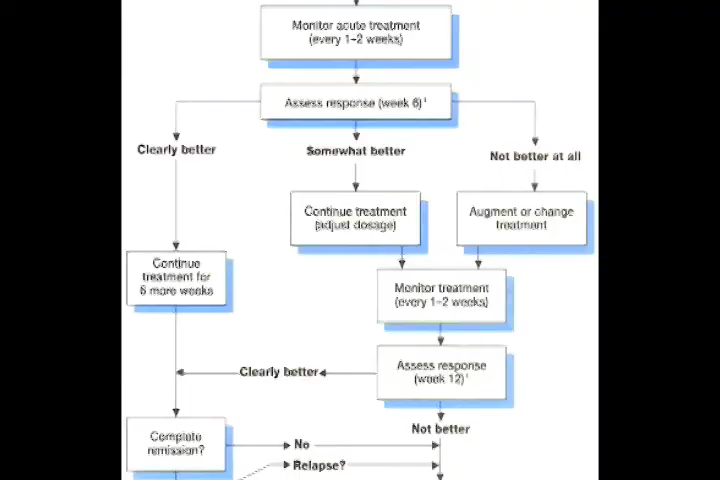 Monitor acute treatment
(every 1-2 weeks)
Assess response (week 6)¹
Clearly better
Somewhat better
Not better at all
Continue treatment
(adjust dosage)
Augment or change
treatment
Continue
treatment for
6 more weeks
Monitor treatment
(every 1-2 weeks)
Assess response
(week 12)¹
Clearly better
Not better
Complete
remission?
No
Relapse?